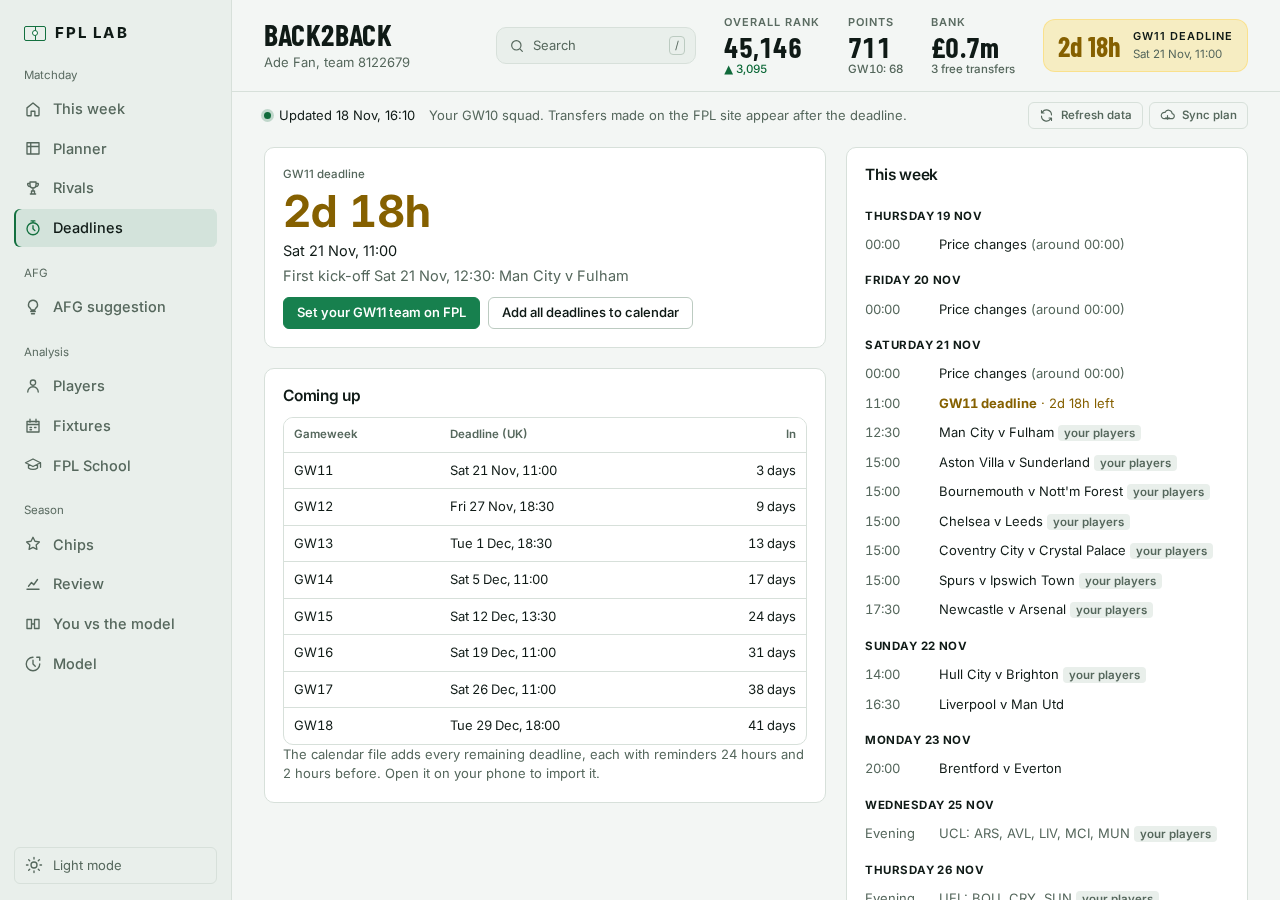 FPL LAB
Matchday
This week
Planner
Rivals
Deadlines
AFG
AFG suggestion
Analysis
Players
Fixtures
FPL School
Season
Chips
Review
You vs the model
Model
Light mode
BACK2BACK
Ade Fan, team 8122679
Search /
OVERALL RANK
45,146
▲ 3,095
POINTS
711
GW10: 68
BANK
£0.7m
3 free transfers
2d 18h
GW11 DEADLINE
Sat 21 Nov, 11:00
Updated 18 Nov, 16:10 Your GW10 squad. Transfers made on the FPL site appear after the deadline.
Refresh data
Sync plan
GW11 deadline
2d 18h
Sat 21 Nov, 11:00
First kick-off Sat 21 Nov, 12:30: Man City v Fulham
Set your GW11 team on FPL
Add all deadlines to calendar
Coming up
Gameweek Deadline (UK) In
GW11 Sat 21 Nov, 11:00 3 days
GW12 Fri 27 Nov, 18:30 9 days
GW13 Tue 1 Dec, 18:30 13 days
GW14 Sat 5 Dec, 11:00 17 days
GW15 Sat 12 Dec, 13:30 24 days
GW16 Sat 19 Dec, 11:00 31 days
GW17 Sat 26 Dec, 11:00 38 days
GW18 Tue 29 Dec, 18:00 41 days
The calendar file adds every remaining deadline, each with reminders 24 hours and
2 hours before. Open it on your phone to import it.
This week
THURSDAY 19 NOV
00:00 Price changes (around 00:00)
FRIDAY 20 NOV
00:00 Price changes (around 00:00)
SATURDAY 21 NOV
00:00 Price changes (around 00:00)
11:00 GW11 deadline · 2d 18h left
12:30 Man City v Fulham your players
15:00 Aston Villa v Sunderland your players
15:00 Bournemouth v Nott'm Forest your players
15:00 Chelsea v Leeds your players
15:00 Coventry City v Crystal Palace your players
15:00 Spurs v Ipswich Town your players
17:30 Newcastle v Arsenal your players
SUNDAY 22 NOV
14:00 Hull City v Brighton your players
16:30 Liverpool v Man Utd
MONDAY 23 NOV
20:00 Brentford v Everton
WEDNESDAY 25 NOV
Evening UCL: ARS, AVL, LIV, MCI, MUN your players
THURSDAY 26 NOV
Evening UEL: BOU, CRY, SUN your players